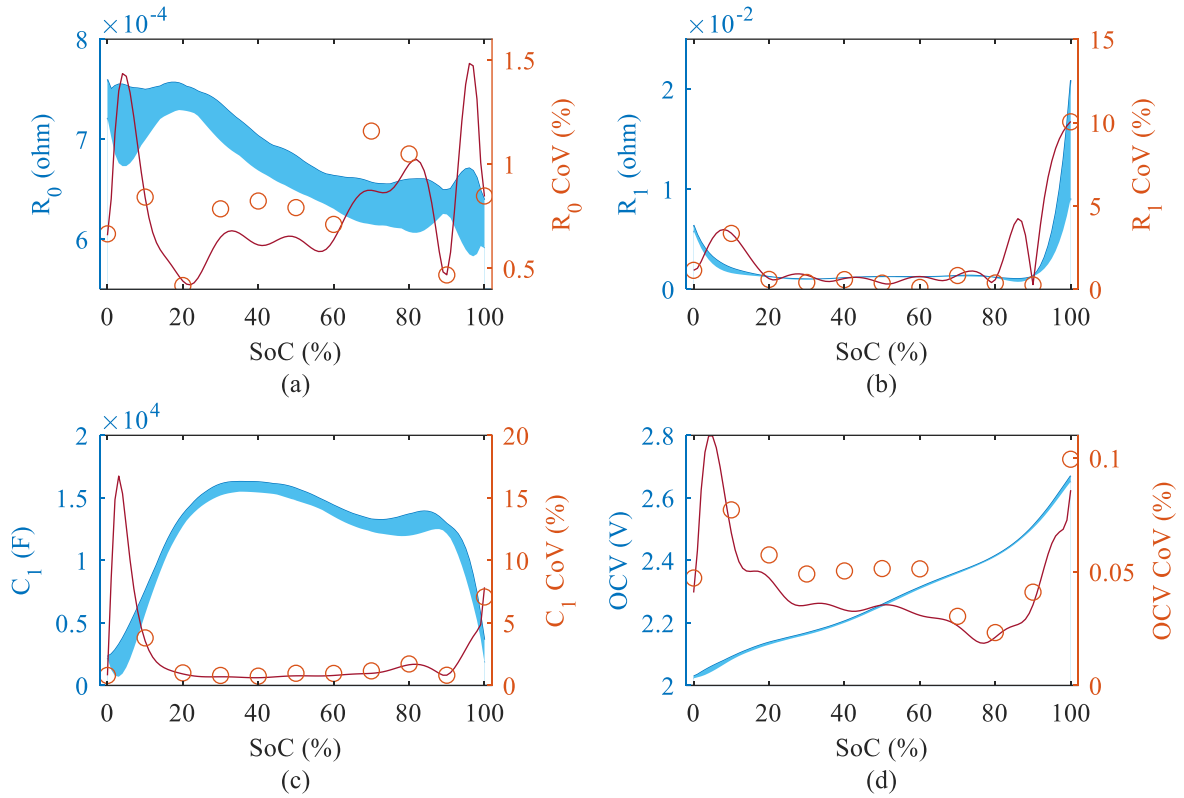 ×10⁻⁴
8
7
6
R₀ (ohm)
1.5
1
0.5
R₀ CoV (%)
0 20 40 60 80 100
SoC (%)
(a)
×10⁻²
2
1
0
R₁ (ohm)
15
10
5
0
R₁ CoV (%)
0 20 40 60 80 100
SoC (%)
(b)
×10⁴
2
1.5
1
0.5
0
C₁ (F)
20
15
10
5
0
C₁ CoV (%)
0 20 40 60 80 100
SoC (%)
(c)
2.8
2.6
2.4
2.2
2
OCV (V)
0.1
0.05
0
OCV CoV (%)
0 20 40 60 80 100
SoC (%)
(d)